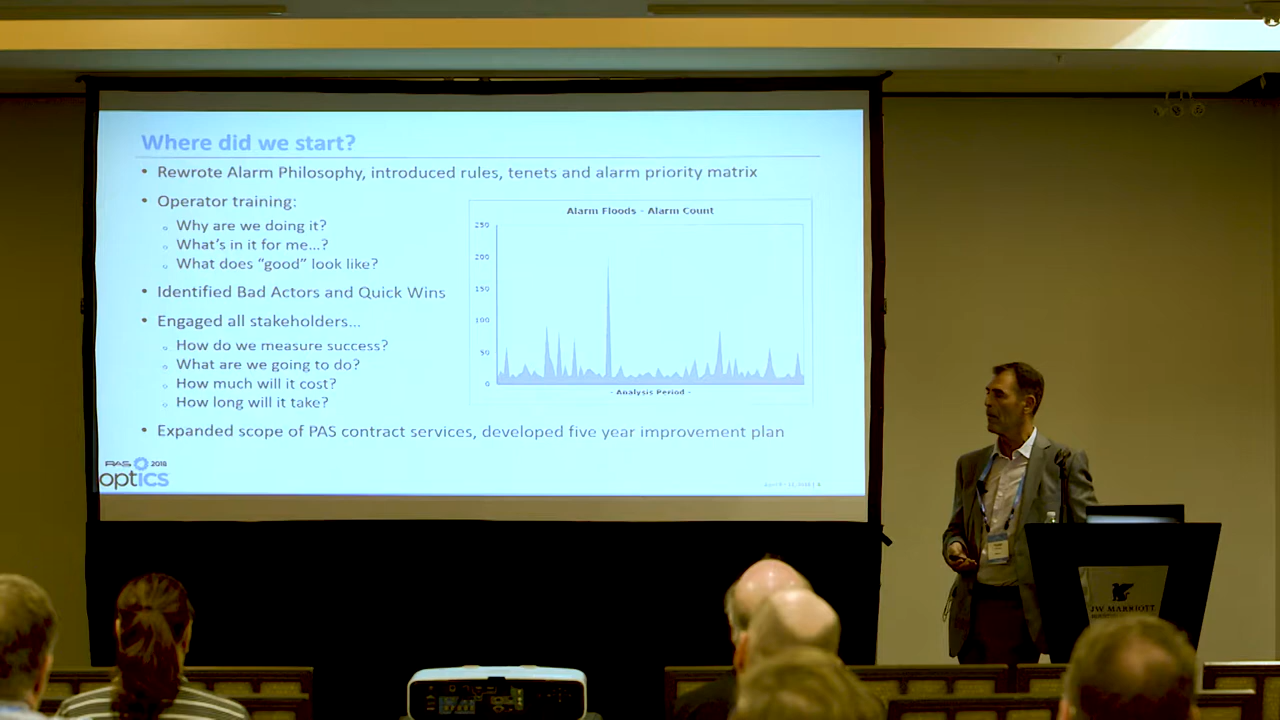 Where did we start?
• Rewrote Alarm Philosophy, introduced rules, tenets and alarm priority matrix
• Operator training:
Why are we doing it?
What's in it for me...?
What does "good" look like?
• Identified Bad Actors and Quick Wins
• Engaged all stakeholders...
How do we measure success?
What are we going to do?
How much will it cost?
How long will it take?
• Expanded scope of PAS contract services, developed five year improvement plan
Alarm Floods - Alarm Count
250
200
150
100
50
0
- Analysis Period -
PAS 2018
optICS
JW MARRIOTT